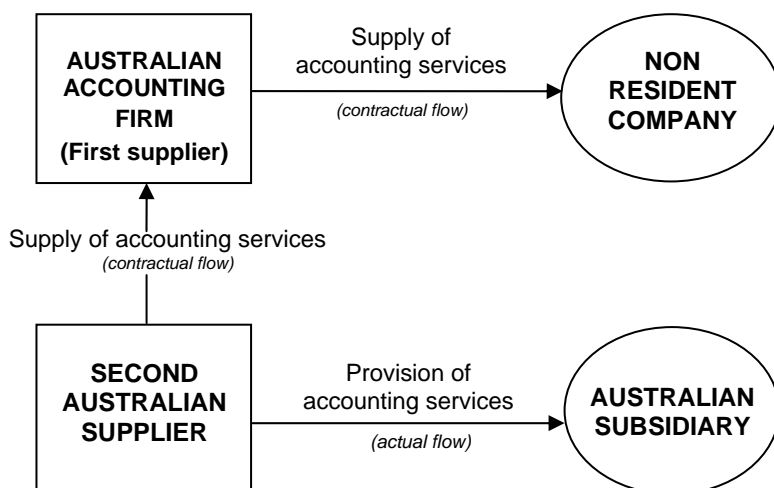 AUSTRALIAN
ACCOUNTING
FIRM
(First supplier)
Supply of
accounting services
(contractual flow)
NON
RESIDENT
COMPANY
Supply of accounting services
(contractual flow)
SECOND
AUSTRALIAN
SUPPLIER
Provision of
accounting services
(actual flow)
AUSTRALIAN
SUBSIDIARY